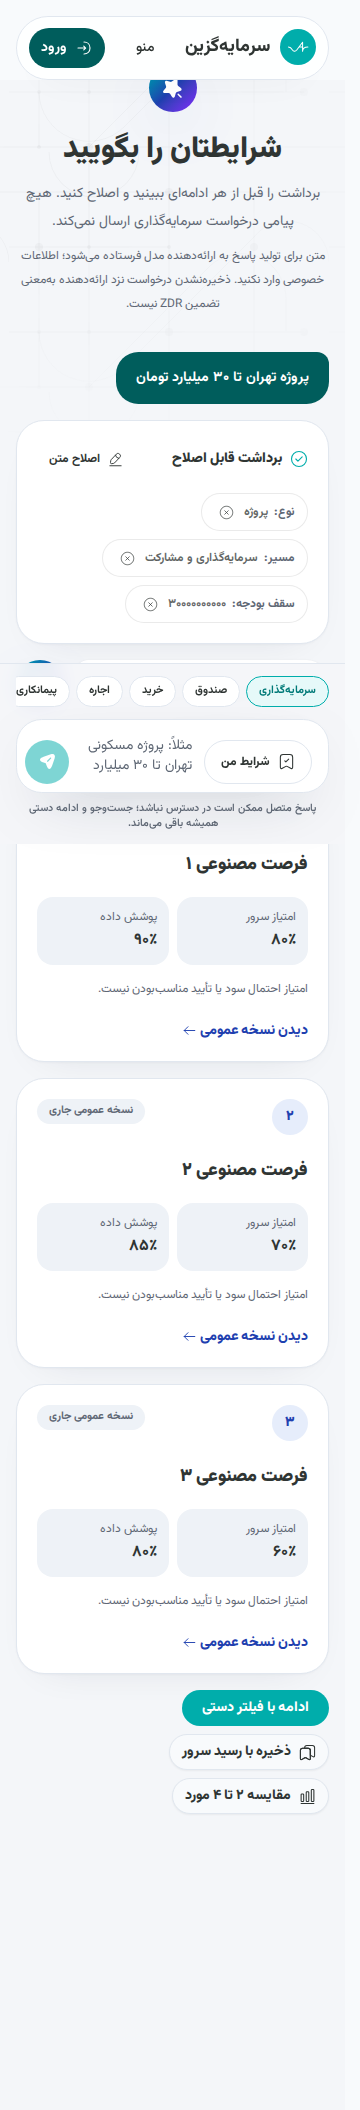 سرمایه‌گزین
منو
ورود
شرایطتان را بگویید
برداشت را قبل از هر ادامه‌ای ببینید و اصلاح کنید. هیچ
پیامی درخواست سرمایه‌گذاری ارسال نمی‌کند.
متن برای تولید پاسخ به ارائه‌دهنده مدل فرستاده می‌شود؛ اطلاعات
خصوصی وارد نکنید. ذخیره‌نشدن درخواست نزد ارائه‌دهنده به‌معنی
تضمین ZDR نیست.
پروژه تهران تا ۳۰ میلیارد تومان
برداشت قابل اصلاح
اصلاح متن
نوع: پروژه
مسیر: سرمایه‌گذاری و مشارکت
سقف بودجه: ۳۰۰۰۰۰۰۰۰۰۰
سرمایه‌گذاری
صندوق
خرید
اجاره
پیمانکاری
شرایط من
مثلاً: پروژه مسکونی
تهران تا ۳۰ میلیارد
پاسخ متصل ممکن است در دسترس نباشد؛ جست‌وجو و ادامه دستی
همیشه باقی می‌ماند.
فرصت مصنوعی ۱
امتیاز سرور
پوشش داده
۸۰٪
۹۰٪
امتیاز احتمال سود یا تأیید مناسب‌بودن نیست.
دیدن نسخه عمومی ←
۲
نسخه عمومی جاری
فرصت مصنوعی ۲
امتیاز سرور
پوشش داده
۷۰٪
۸۵٪
امتیاز احتمال سود یا تأیید مناسب‌بودن نیست.
دیدن نسخه عمومی ←
۳
نسخه عمومی جاری
فرصت مصنوعی ۳
امتیاز سرور
پوشش داده
۶۰٪
۸۰٪
امتیاز احتمال سود یا تأیید مناسب‌بودن نیست.
دیدن نسخه عمومی ←
ادامه با فیلتر دستی
ذخیره با رسید سرور
مقایسه ۲ تا ۴ مورد